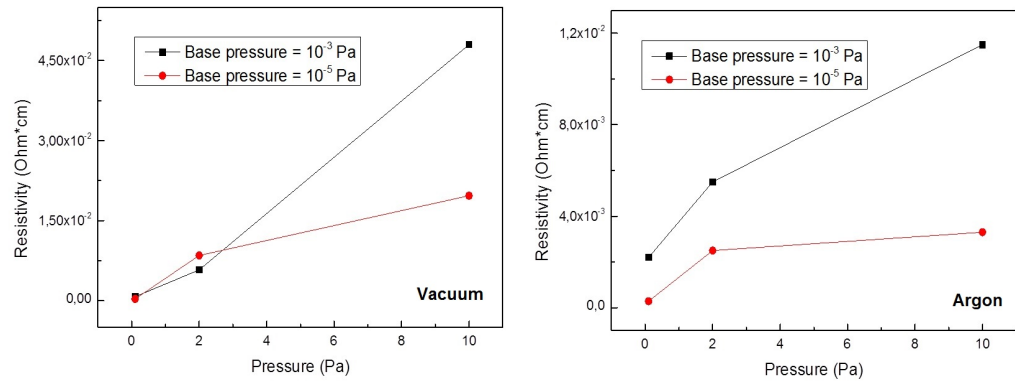 Base pressure = 10⁻³ Pa
Base pressure = 10⁻⁵ Pa
4,50x10⁻²
3,00x10⁻²
1,50x10⁻²
0,00
Resistivity (Ohm*cm)
Vacuum
0 2 4 6 8 10
Pressure (Pa)
Base pressure = 10⁻³ Pa
Base pressure = 10⁻⁵ Pa
1,2x10⁻²
8,0x10⁻³
4,0x10⁻³
0,0
Resistivity (Ohm*cm)
Argon
0 2 4 6 8 10
Pressure (Pa)